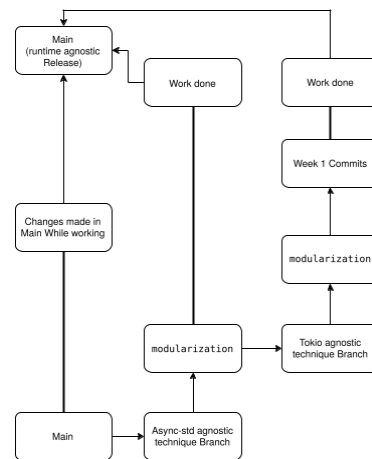 Main
(runtime agnostic
Release)
Work done
Work done
Week 1 Commits
Changes made in
Main While working
modularization
modularization
Tokio agnostic
technique Branch
Main
Async-std agnostic
technique Branch